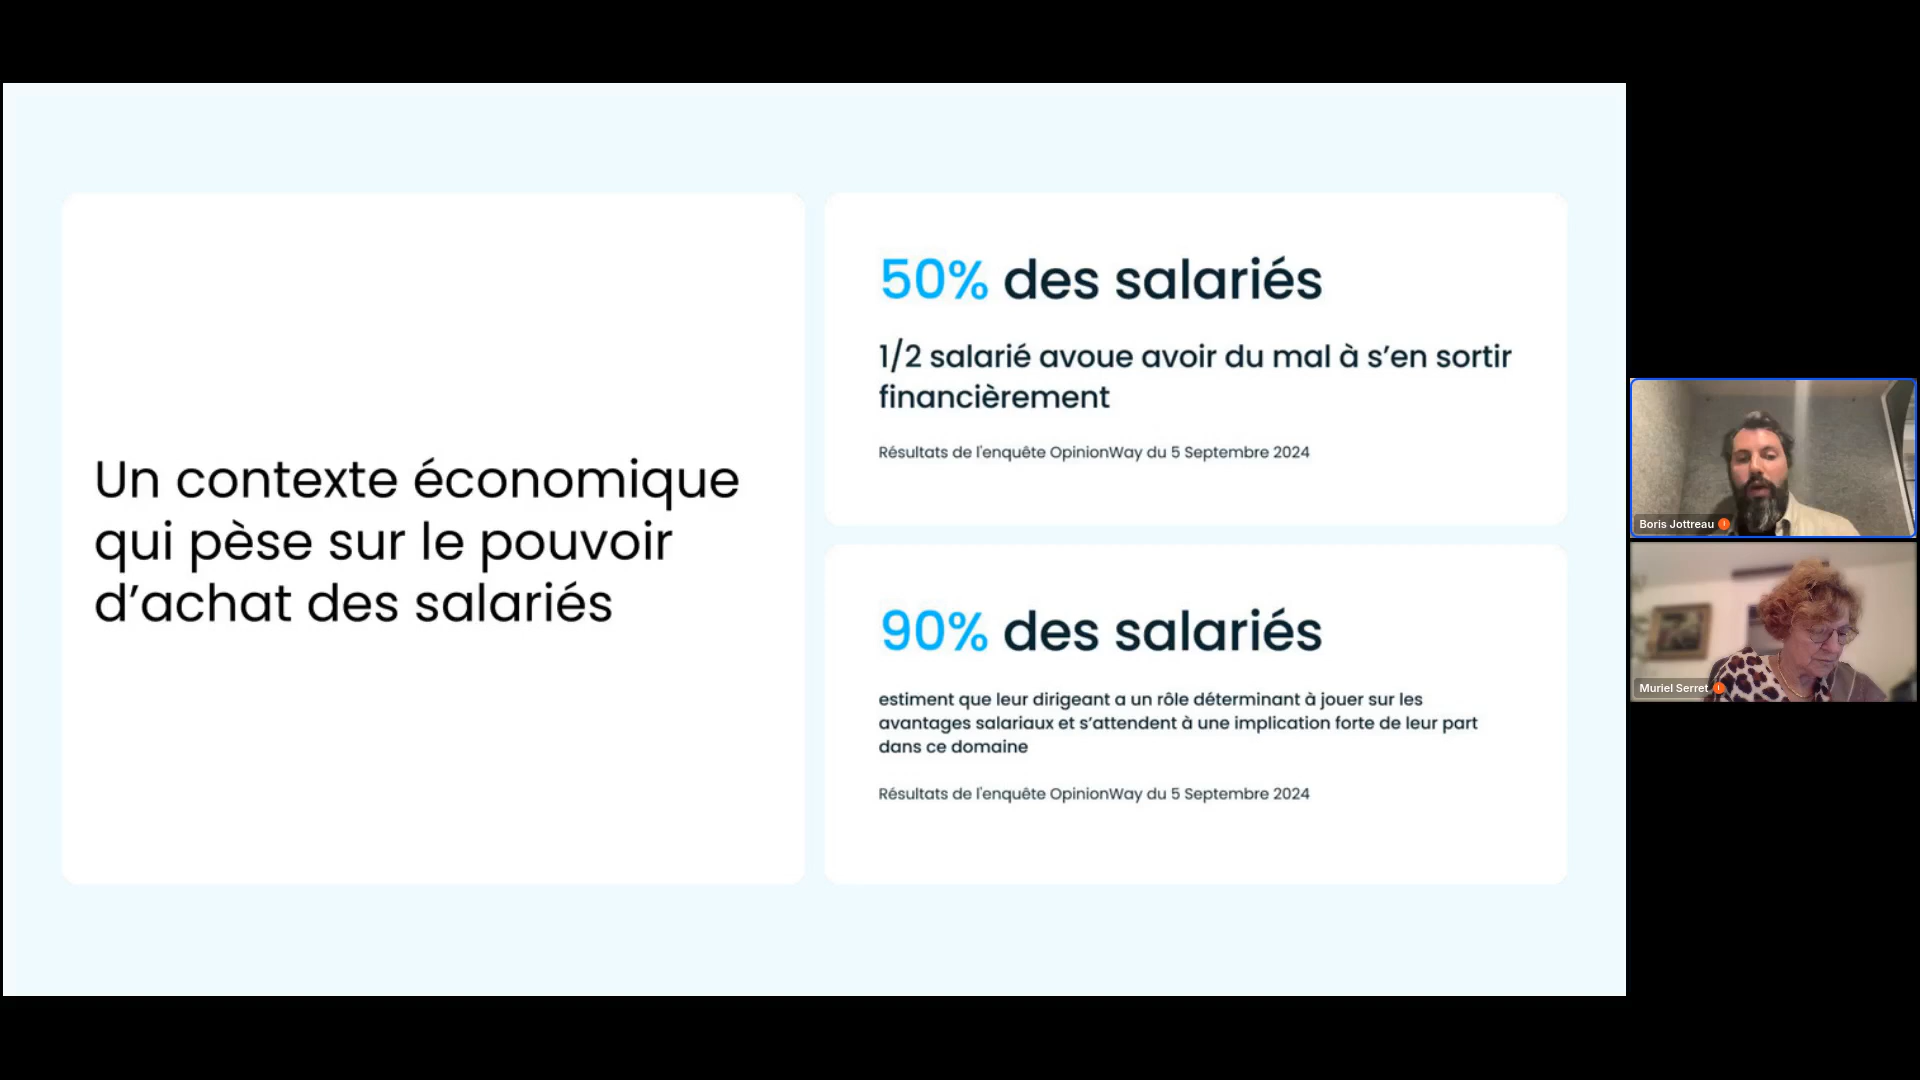 Un contexte économique
qui pèse sur le pouvoir
d’achat des salariés
50% des salariés
1/2 salarié avoue avoir du mal à s’en sortir
financièrement
Résultats de l'enquête OpinionWay du 5 Septembre 2024
90% des salariés
estiment que leur dirigeant a un rôle déterminant à jouer sur les
avantages salariaux et s’attendent à une implication forte de leur part
dans ce domaine
Résultats de l'enquête OpinionWay du 5 Septembre 2024
Boris Jottreau
Muriel Serret